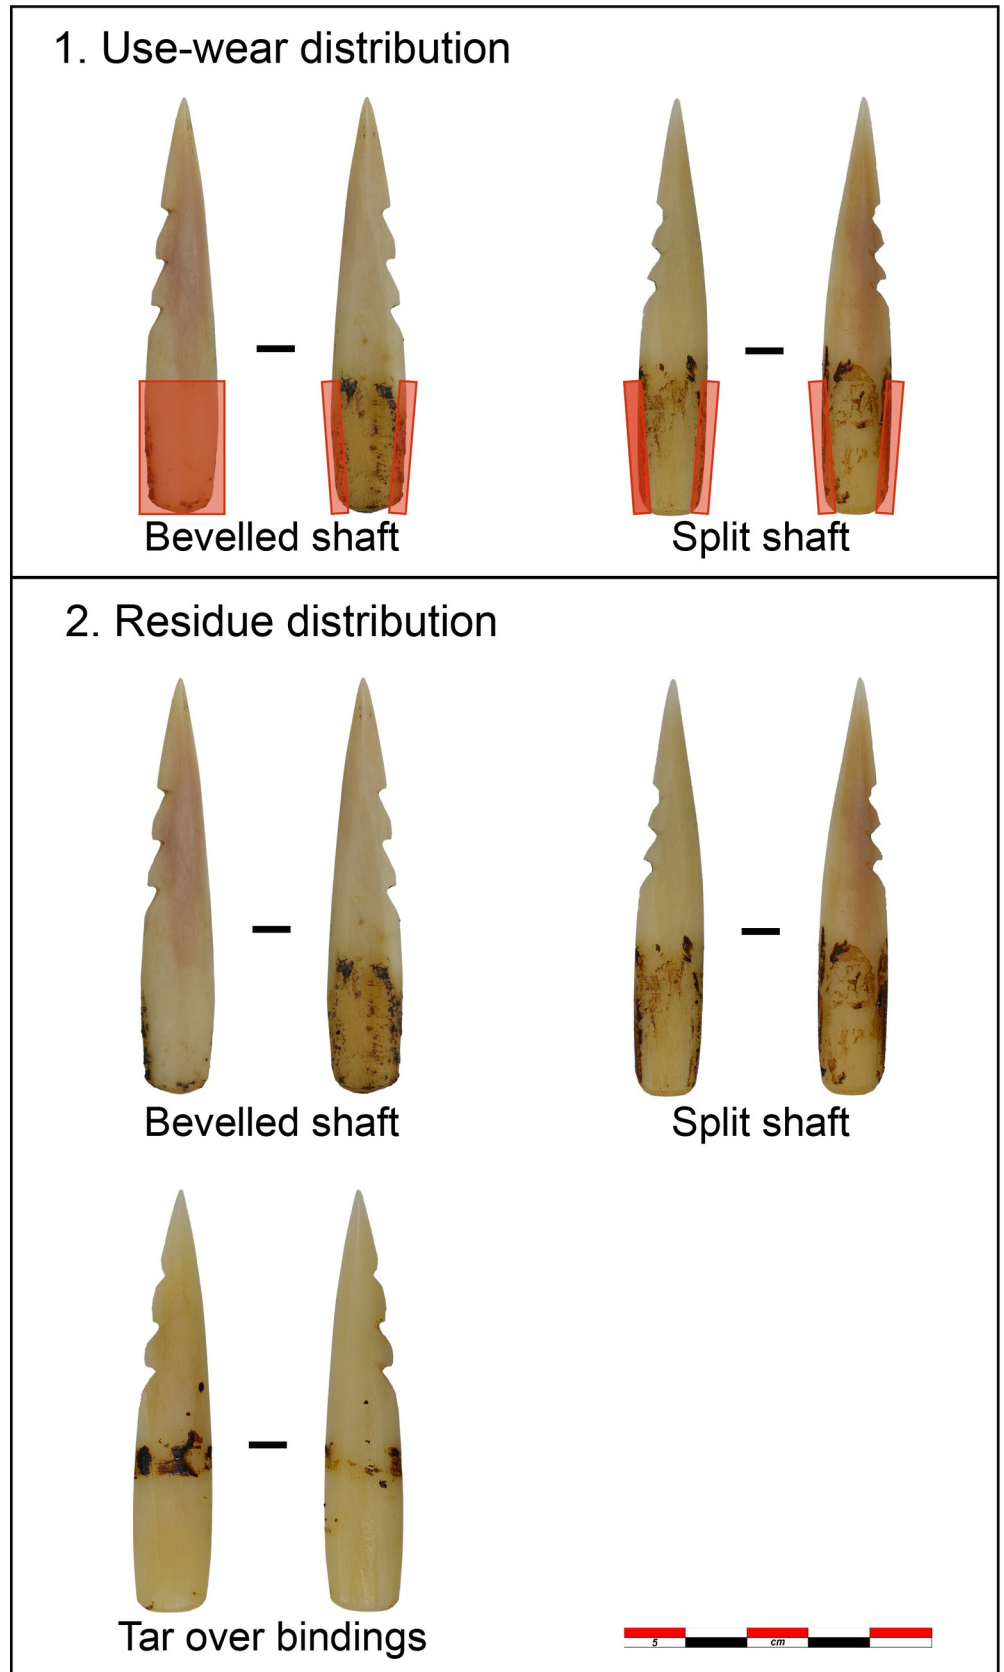 1. Use-wear distribution
Bevelled shaft
Split shaft
2. Residue distribution
Bevelled shaft
Split shaft
Tar over bindings
5 cm